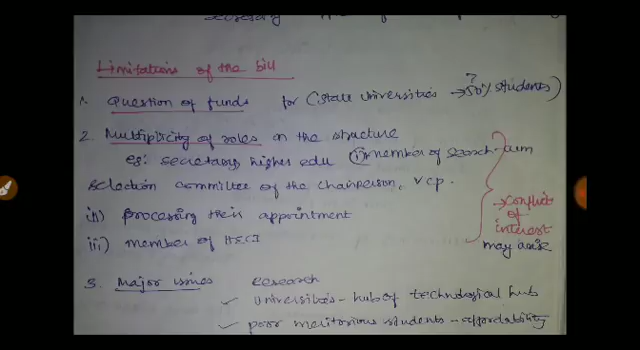 Limitations of the bill
1. Question of funds for (state universities → 50% students)
?
2. Multiplicity of roles on the structure
eg: secretary higher edu (i) member of search-cum
selection committee of the chairperson, vcp.
ii) processing their appointment
iii) member of HECI
→ conflict
of
interest
may arise
3. Major issues Research
✓ universities - hub of technological hub
✓ poor meritorious students - affordability